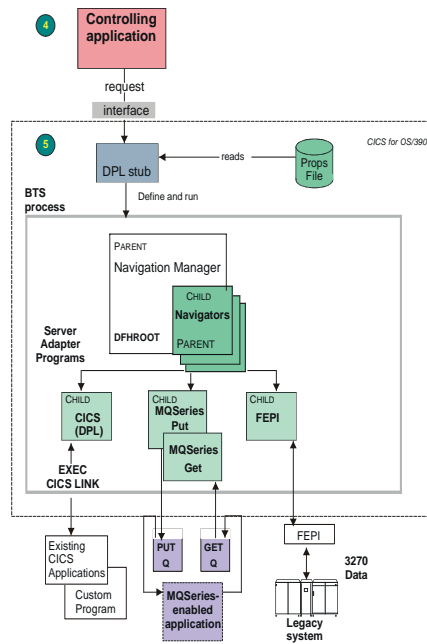 4
Controlling
application
request
interface
5
CICS for OS/390
DPL stub
reads
Props
File
BTS
process
Define and run
PARENT
Navigation Manager
CHILD
Navigators
DFHROOT
PARENT
Server
Adapter
Programs
CHILD
CICS
(DPL)
CHILD
MQSeries
Put
MQSeries
Get
CHILD
FEPI
EXEC
CICS LINK
Existing
CICS
Applications
Custom
Program
PUT
Q
GET
Q
MQSeries-
enabled
application
FEPI
3270
Data
Legacy
system